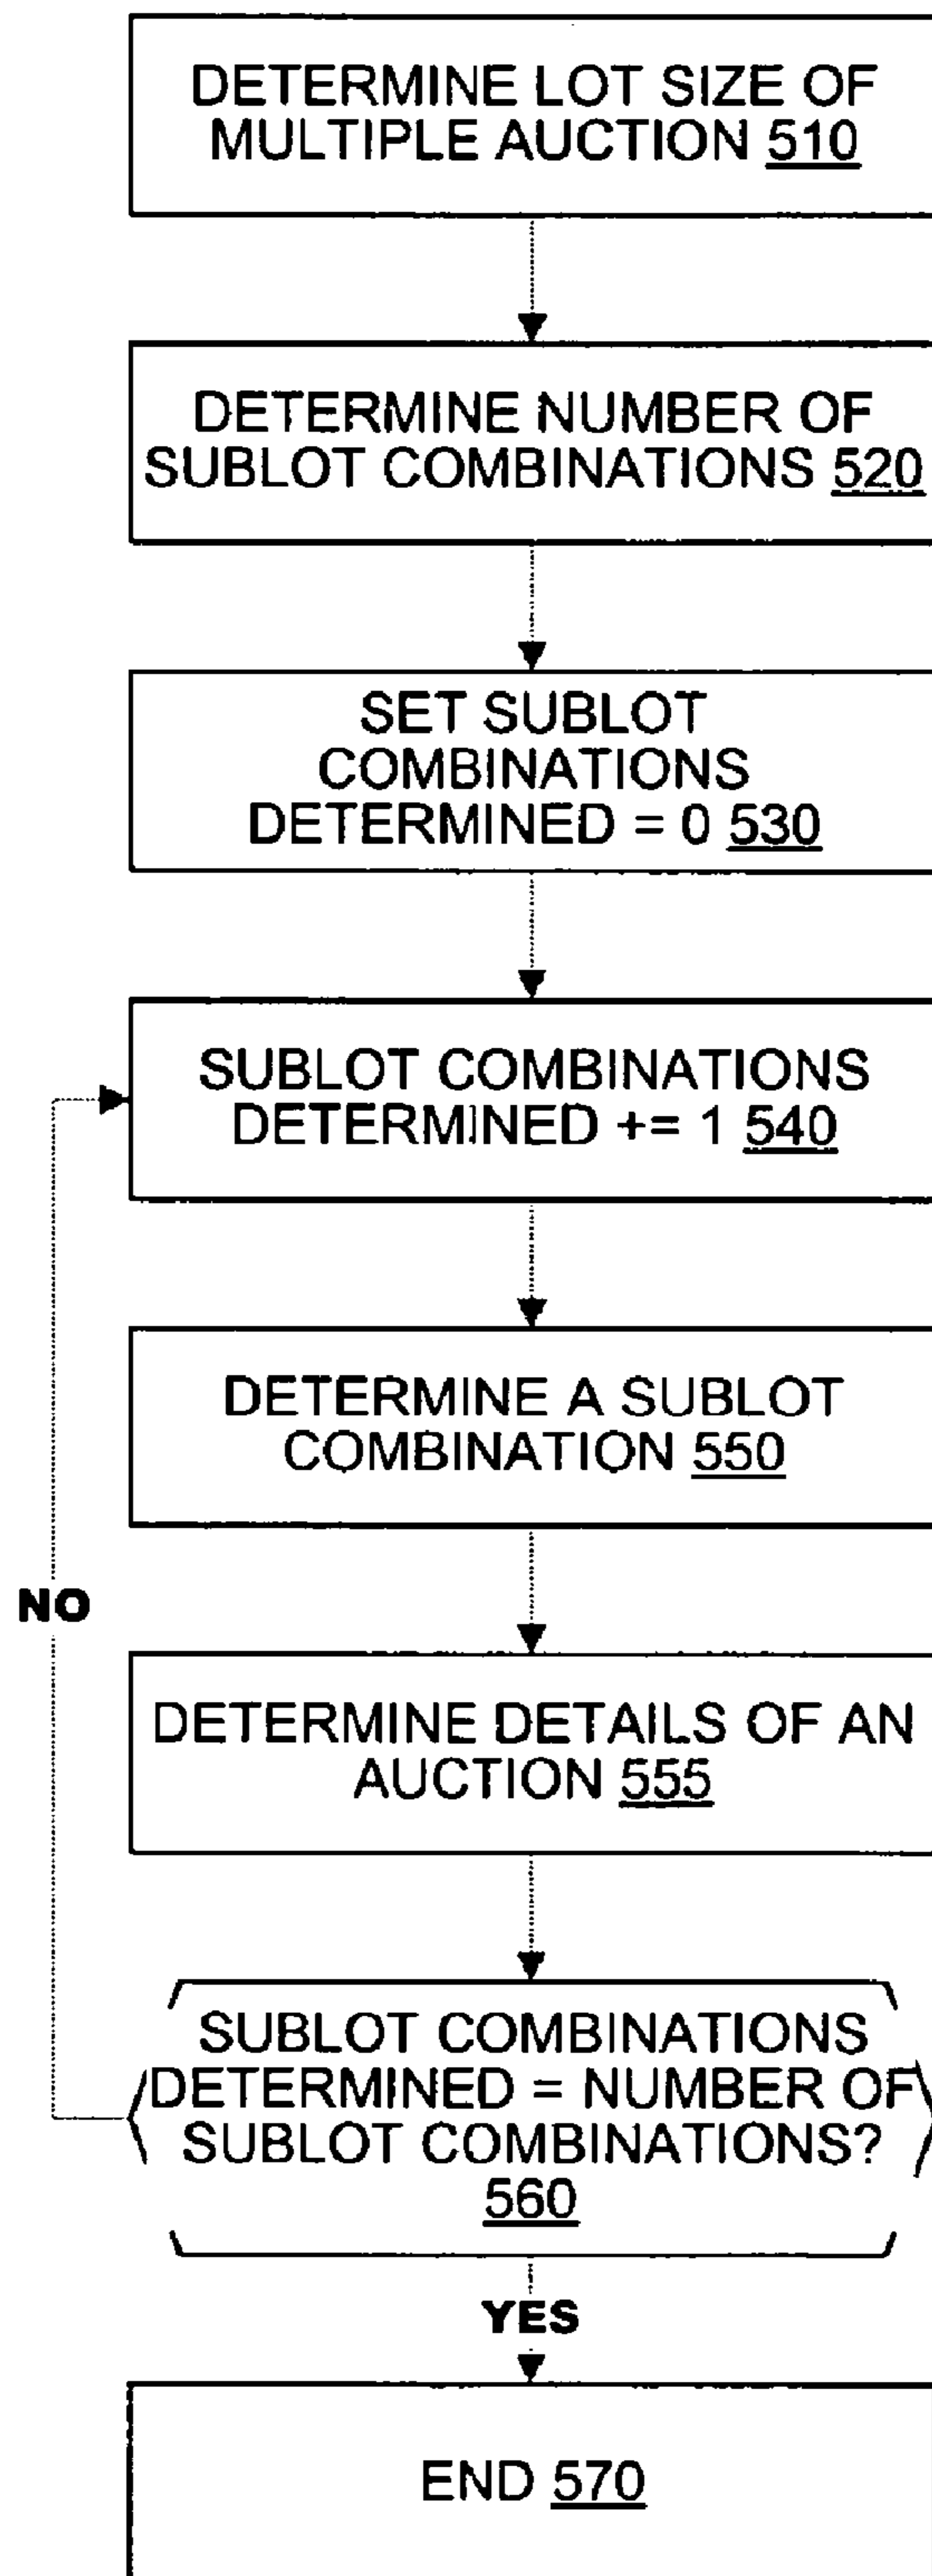 DETERMINE LOT SIZE OF
MULTIPLE AUCTION 510
DETERMINE NUMBER OF
SUBLOT COMBINATIONS 520
SET SUBLOT
COMBINATIONS
DETERMINED = 0 530
SUBLOT COMBINATIONS
DETERMINED += 1 540
DETERMINE A SUBLOT
COMBINATION 550
NO
DETERMINE DETAILS OF AN
AUCTION 555
SUBLOT COMBINATIONS
DETERMINED = NUMBER OF
SUBLOT COMBINATIONS?
560
YES
END 570